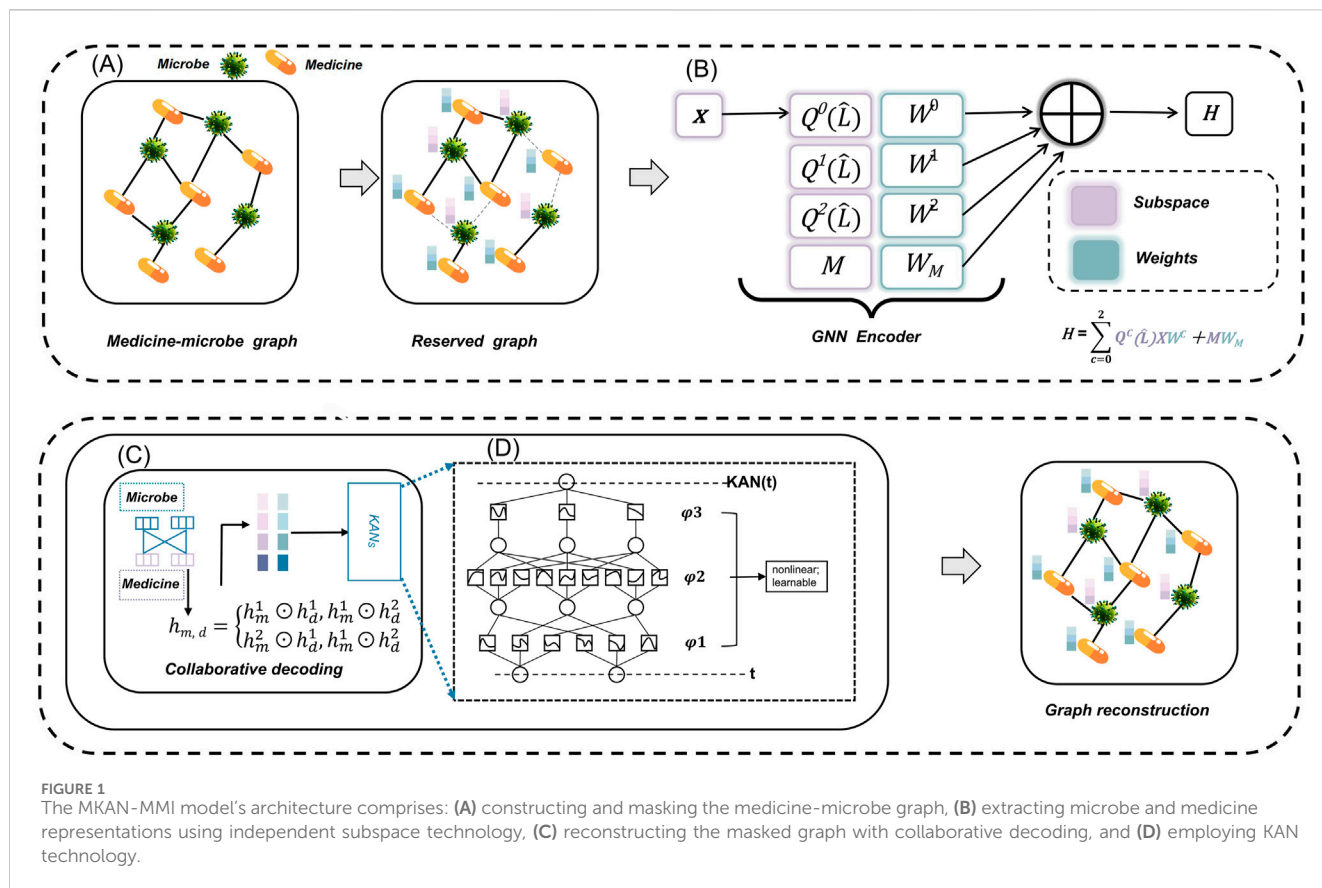 (A)
Microbe
Medicine
Medicine-microbe graph
Reserved graph
(B)
X
Q⁰(L̂) W⁰
Q¹(L̂) W¹
Q²(L̂) W²
M W_M
GNN Encoder
H
Subspace
Weights
H = ∑_{c=0}^{2} Q^c(L̂)XW^c + MW_M
(C)
Microbe
Medicine
h_{m, d} = {h_m^1 ⊙ h_d^1, h_m^1 ⊙ h_d^2
h_m^2 ⊙ h_d^1, h_m^1 ⊙ h_d^2
Collaborative decoding
KANs
(D)
KAN(t)
φ3
φ2
φ1
t
nonlinear;
learnable
Graph reconstruction
FIGURE 1
The MKAN-MMI model's architecture comprises: (A) constructing and masking the medicine-microbe graph, (B) extracting microbe and medicine
representations using independent subspace technology, (C) reconstructing the masked graph with collaborative decoding, and (D) employing KAN
technology.